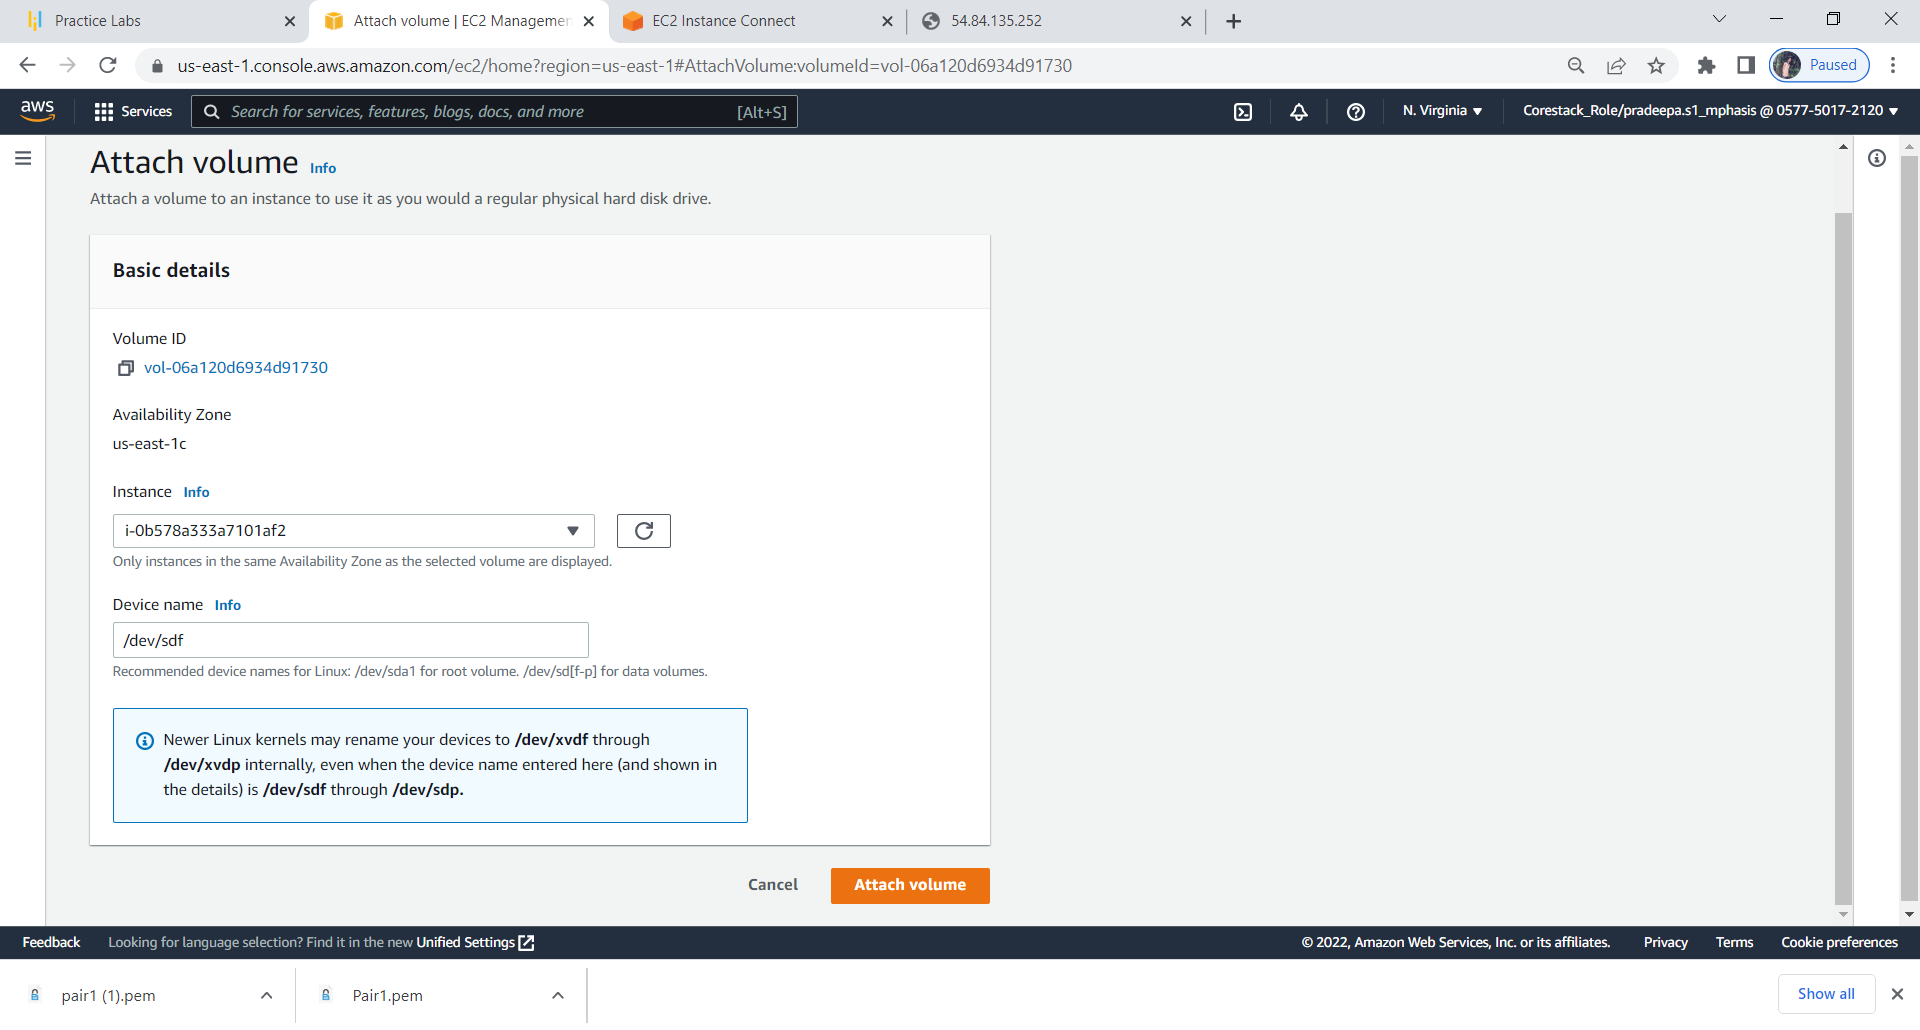 Practice Labs
Attach volume | EC2 Managemen
EC2 Instance Connect
54.84.135.252
us-east-1.console.aws.amazon.com/ec2/home?region=us-east-1#AttachVolume:volumeId=vol-06a120d6934d91730
Paused
aws
Services
Search for services, features, blogs, docs, and more
[Alt+S]
N. Virginia
Corestack_Role/pradeepa.s1_mphasis @ 0577-5017-2120
Attach volume Info
Attach a volume to an instance to use it as you would a regular physical hard disk drive.
Basic details
Volume ID
vol-06a120d6934d91730
Availability Zone
us-east-1c
Instance Info
i-0b578a333a7101af2
Only instances in the same Availability Zone as the selected volume are displayed.
Device name Info
/dev/sdf
Recommended device names for Linux: /dev/sda1 for root volume. /dev/sd[f-p] for data volumes.
Newer Linux kernels may rename your devices to /dev/xvdf through
/dev/xvdp internally, even when the device name entered here (and shown in
the details) is /dev/sdf through /dev/sdp.
Cancel
Attach volume
Feedback
Looking for language selection? Find it in the new Unified Settings
© 2022, Amazon Web Services, Inc. or its affiliates.
Privacy
Terms
Cookie preferences
pair1 (1).pem
Pair1.pem
Show all